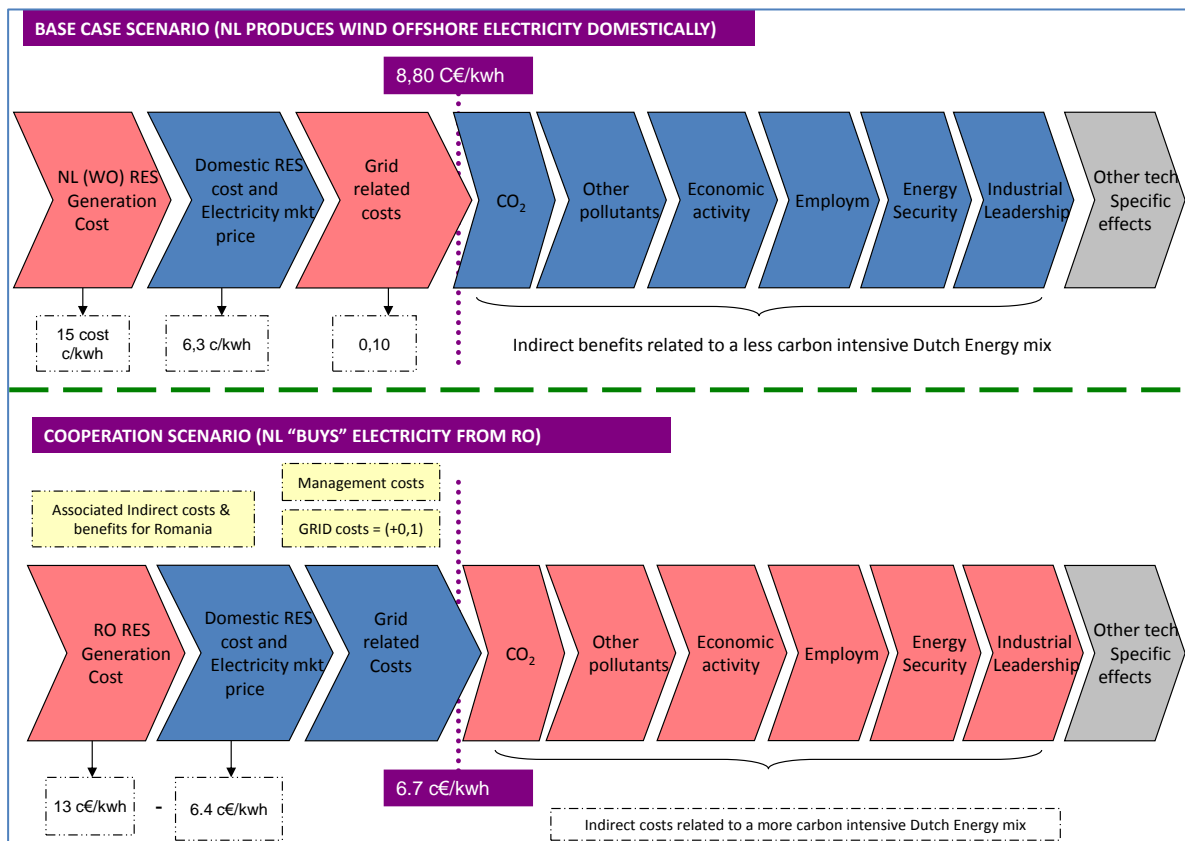 BASE CASE SCENARIO (NL PRODUCES WIND OFFSHORE ELECTRICITY DOMESTICALLY)
8,80 C€/kwh
NL (WO) RES
Generation
Cost
Domestic RES
cost and
Electricity mkt
price
Grid
related
costs
CO₂
Other
pollutants
Economic
activity
Employm
Energy
Security
Industrial
Leadership
Other tech
Specific
effects
15 cost
c/kwh
6,3 c/kwh
0,10
Indirect benefits related to a less carbon intensive Dutch Energy mix
COOPERATION SCENARIO (NL “BUYS” ELECTRICITY FROM RO)
Associated Indirect costs &
benefits for Romania
Management costs
GRID costs = (+0,1)
RO RES
Generation
Cost
Domestic RES
cost and
Electricity mkt
price
Grid
related
Costs
CO₂
Other
pollutants
Economic
activity
Employm
Energy
Security
Industrial
Leadership
Other tech
Specific
effects
13 c€/kwh
-
6.4 c€/kwh
6.7 c€/kwh
Indirect costs related to a more carbon intensive Dutch Energy mix